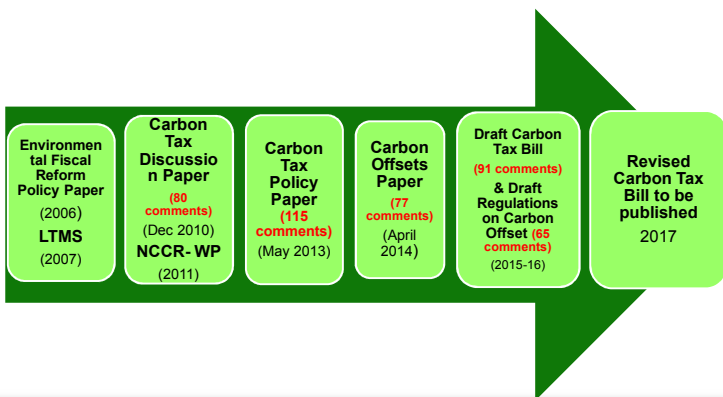 Environmen
tal Fiscal
Reform
Policy Paper
(2006)
LTMS
(2007)
Carbon
Tax
Discussio
n Paper
(80
comments)
(Dec 2010)
NCCR- WP
(2011)
Carbon
Tax
Policy
Paper
(115
comments)
(May 2013)
Carbon
Offsets
Paper
(77
comments)
(April
2014)
Draft Carbon
Tax Bill
(91 comments)
& Draft
Regulations
on Carbon
Offset (65
comments)
(2015-16)
Revised
Carbon Tax
Bill to be
published
2017